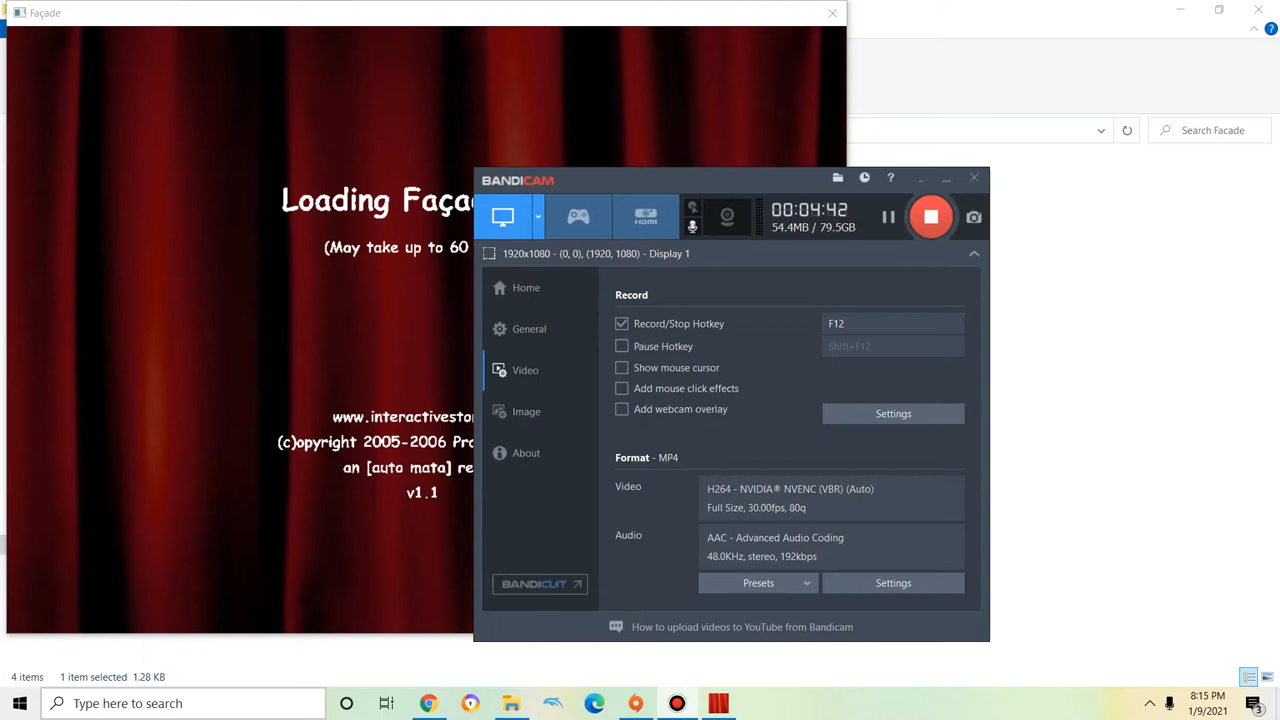 Façade
Loading Faça
(May take up to 60
www.interactivesto
(c)opyright 2005-2006 Pro
an [auto mata] re
v1.1
BANDICAM
HDMI
00:04:42
54.4MB / 79.5GB
1920x1080 - (0, 0), (1920, 1080) - Display 1
Home
General
Video
Image
About
BANDICUT
Record
Record/Stop Hotkey
F12
Pause Hotkey
Shift+F12
Show mouse cursor
Add mouse click effects
Add webcam overlay
Settings
Format - MP4
Video
H264 - NVIDIA® NVENC (VBR) (Auto)
Full Size, 30.00fps, 80q
Audio
AAC - Advanced Audio Coding
48.0KHz, stereo, 192kbps
Presets
Settings
How to upload videos to YouTube from Bandicam
Search Facade
4 items
1 item selected 1.28 KB
Type here to search
8:15 PM
1/9/2021
3